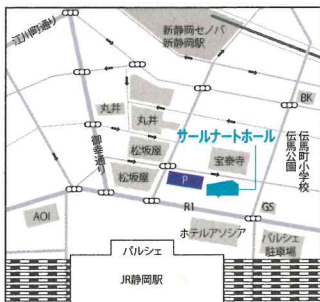 江川町通り
新静岡セノバ
新静岡駅
BK
丸井
丸井
御幸通り
サールナートホール
伝馬町小学校
伝馬公園
松坂屋
宝泰寺
松坂屋
P
AOI
R1
GS
ホテルアソシア
パルシェ
駐車場
パルシェ
JR静岡駅